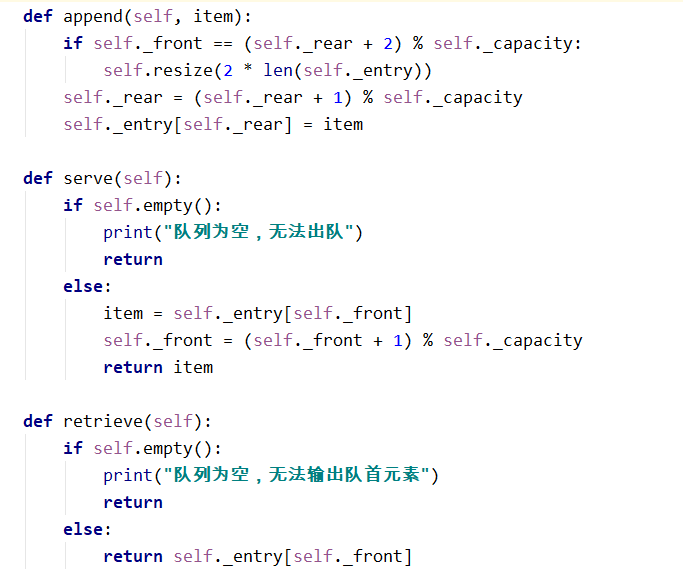 def append(self, item):
    if self._front == (self._rear + 2) % self._capacity:
        self.resize(2 * len(self._entry))
    self._rear = (self._rear + 1) % self._capacity
    self._entry[self._rear] = item
def serve(self):
    if self.empty():
        print("队列为空，无法出队")
        return
    else:
        item = self._entry[self._front]
        self._front = (self._front + 1) % self._capacity
        return item
def retrieve(self):
    if self.empty():
        print("队列为空，无法输出队首元素")
        return
    else:
        return self._entry[self._front]